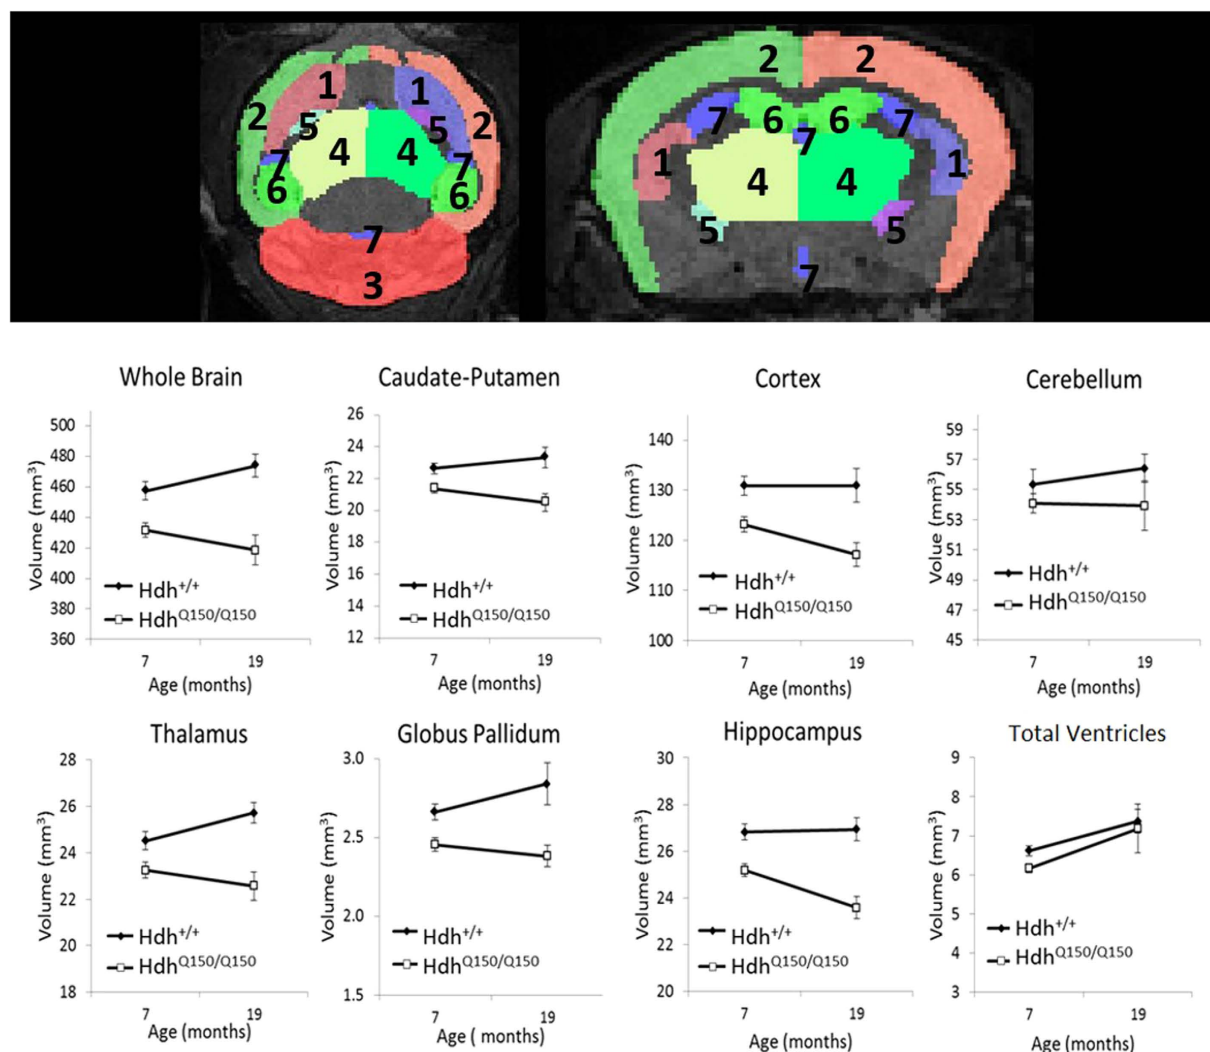 2 2
1 1
2 5 5 2
4 4
7 7
6 6
7
3
2 2
7 6 6 7
7
1 4 4 1
5 5
7
Whole Brain
500
480
460
440
420
400
380
360
Volume (mm³)
Hdh+/+
HdhQ150/Q150
7 19
Age (months)
Caudate-Putamen
26
24
22
20
18
16
14
12
Volume (mm³)
Hdh+/+
HdhQ150/Q150
7 19
Age (months)
Cortex
140
130
120
110
100
Volume (mm³)
Hdh+/+
HdhQ150/Q150
7 19
Age (months)
Cerebellum
59
57
55
53
51
49
47
45
Volue (mm³)
Hdh+/+
HdhQ150/Q150
7 19
Age (months)
Thalamus
28
26
24
22
20
18
Volume (mm³)
Hdh+/+
HdhQ150/Q150
7 19
Age (months)
Globus Pallidum
3.0
2.5
2.0
1.5
Volume (mm³)
Hdh+/+
HdhQ150/Q150
7 19
Age ( months)
Hippocampus
30
28
26
24
22
20
Volume (mm³)
Hdh+/+
HdhQ150/Q150
7 19
Age (months)
Total Ventricles
9
8
7
6
5
4
3
Volume (mm³)
Hdh+/+
HdhQ150/Q150
7 19
Age (months)